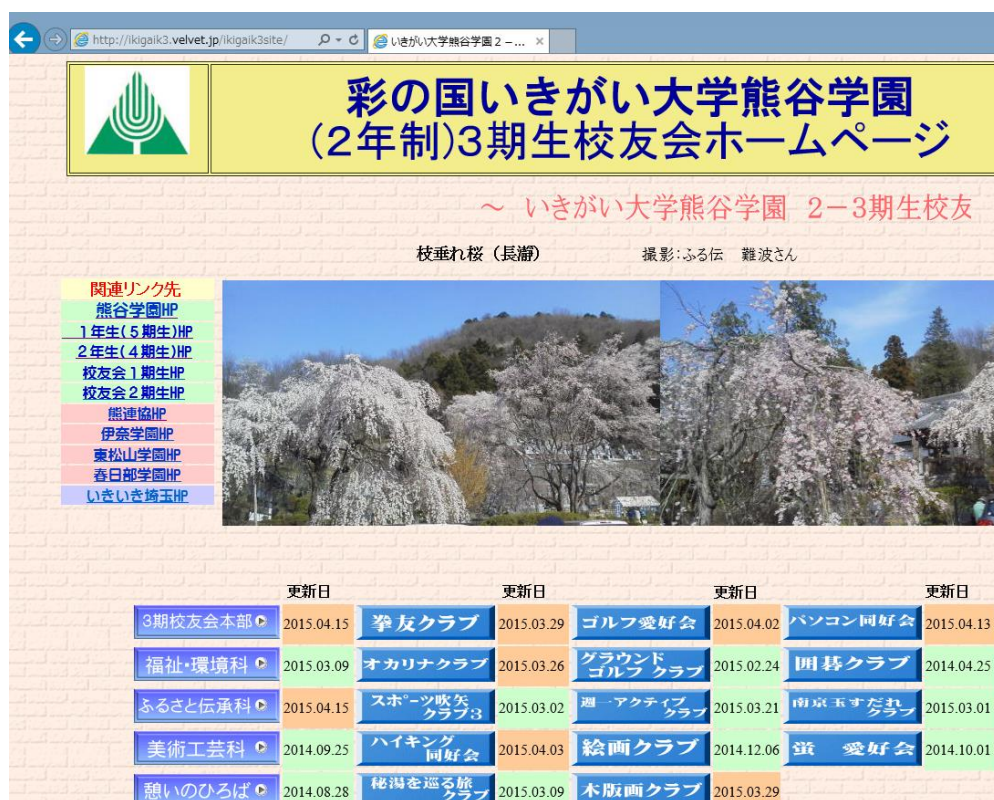 http://ikigaik3.velvet.jp/ikigaik3site/
いきがい大学熊谷学園2-... ×
彩の国いきがい大学熊谷学園
(2年制)3期生校友会ホームページ
~ いきがい大学熊谷学園 2-3期生校友
枝垂れ桜(長瀞) 撮影:ふる伝 難波さん
関連リンク先
熊谷学園HP
1年生(5期生)HP
2年生(4期生)HP
校友会1期生HP
校友会2期生HP
熊連協HP
伊奈学園HP
東松山学園HP
春日部学園HP
いきいき埼玉HP
更新日 更新日 更新日 更新日
3期校友会本部 2015.04.15 拳友クラブ 2015.03.29 ゴルフ愛好会 2015.04.02 パソコン同好会 2015.04.13
福祉・環境科 2015.03.09 オカリナクラブ 2015.03.26 グラウンド
ゴルフ クラブ 2015.02.24 囲碁クラブ 2014.04.25
ふるさと伝承科 2015.04.15 スポーツ吹矢
クラブ3 2015.03.02 週一アクティブ
クラブ 2015.03.21 南京玉すだれ
クラブ 2015.03.01
美術工芸科 2014.09.25 ハイキング
同好会 2015.04.03 絵画クラブ 2014.12.06 蛍 愛好会 2014.10.01
憩いのひろば 2014.08.28 秘湯を巡る旅
クラブ 2015.03.09 木版画クラブ 2015.03.29